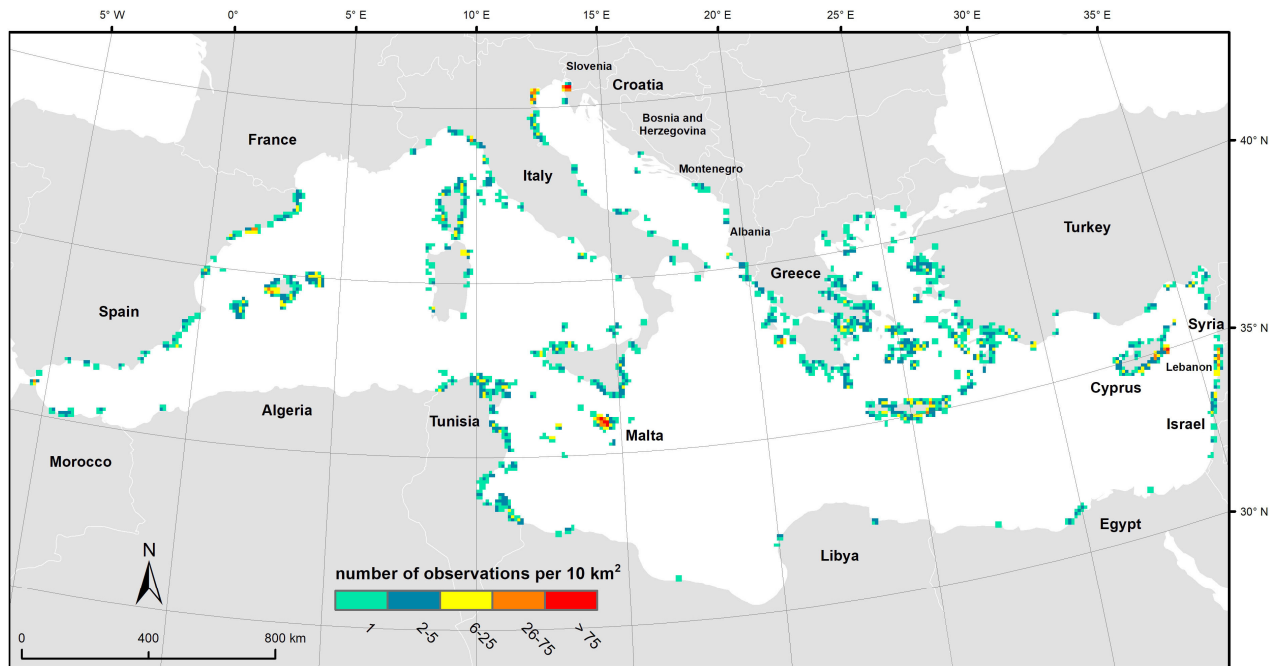 5° W 0° 5° E 10° E 15° E 20° E 25° E 30° E 35° E
Slovenia
Croatia
Bosnia and
Herzegovina
40° N
France
Italy
Montenegro
Albania
Turkey
Greece
Spain
35° N
Syria
Lebanon
Cyprus
Algeria
Tunisia
Malta
Israel
Morocco
30° N
Egypt
Libya
N
number of observations per 10 km²
1 2-5 6-25 26-75 > 75
0 400 800 km